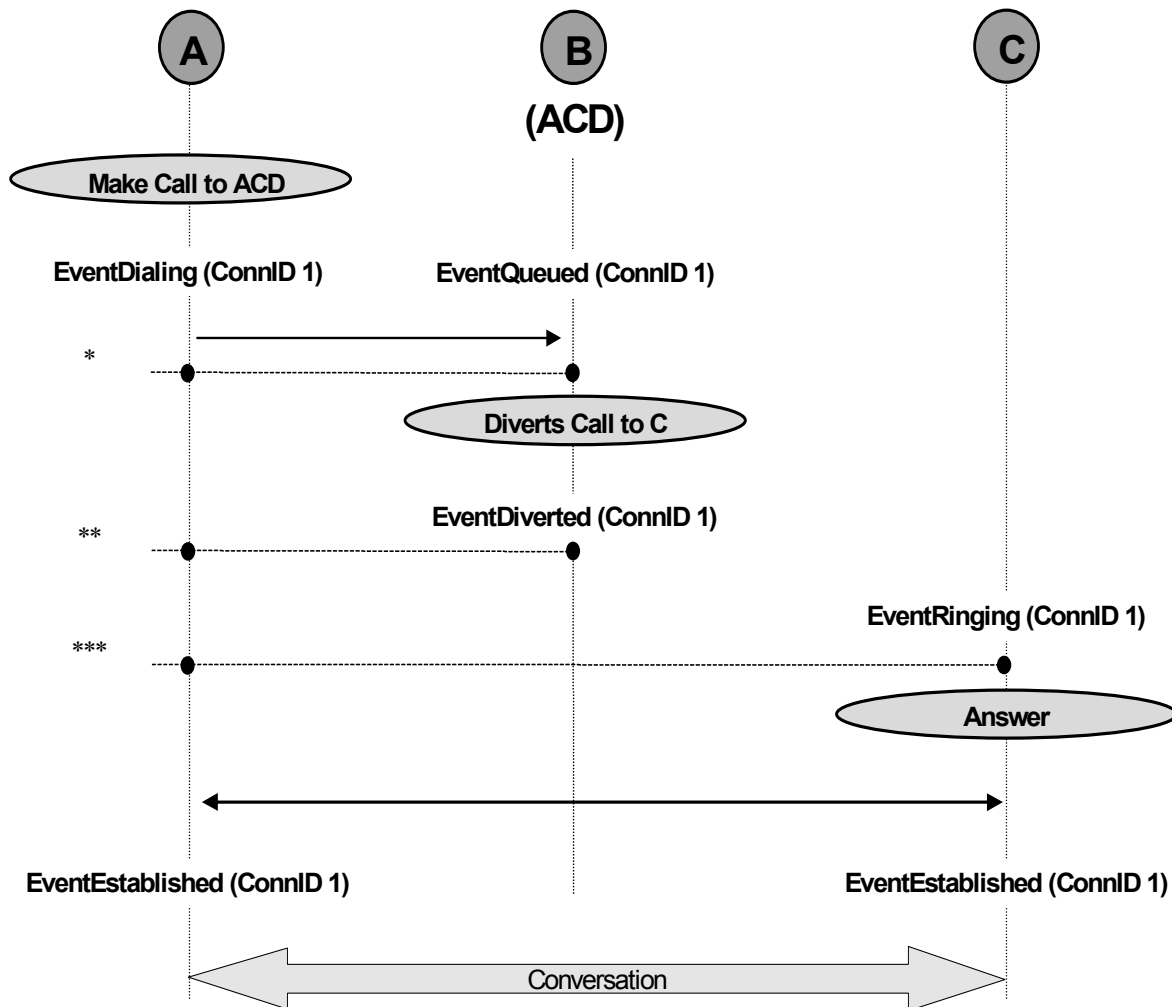 A
B
C
(ACD)
Make Call to ACD
EventDialing (ConnID 1)
EventQueued (ConnID 1)
*
Diverts Call to C
EventDiverted (ConnID 1)
**
EventRinging (ConnID 1)
***
Answer
EventEstablished (ConnID 1)
EventEstablished (ConnID 1)
Conversation